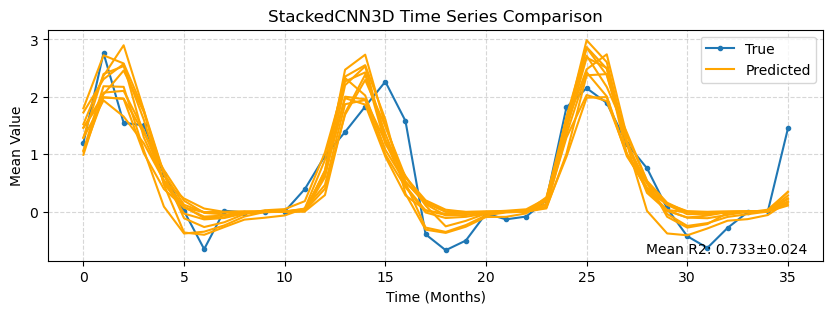 StackedCNN3D Time Series Comparison
Mean Value
3
2
1
0
True
Predicted
Mean R2: 0.733±0.024
0
5
10
15
20
25
30
35
Time (Months)